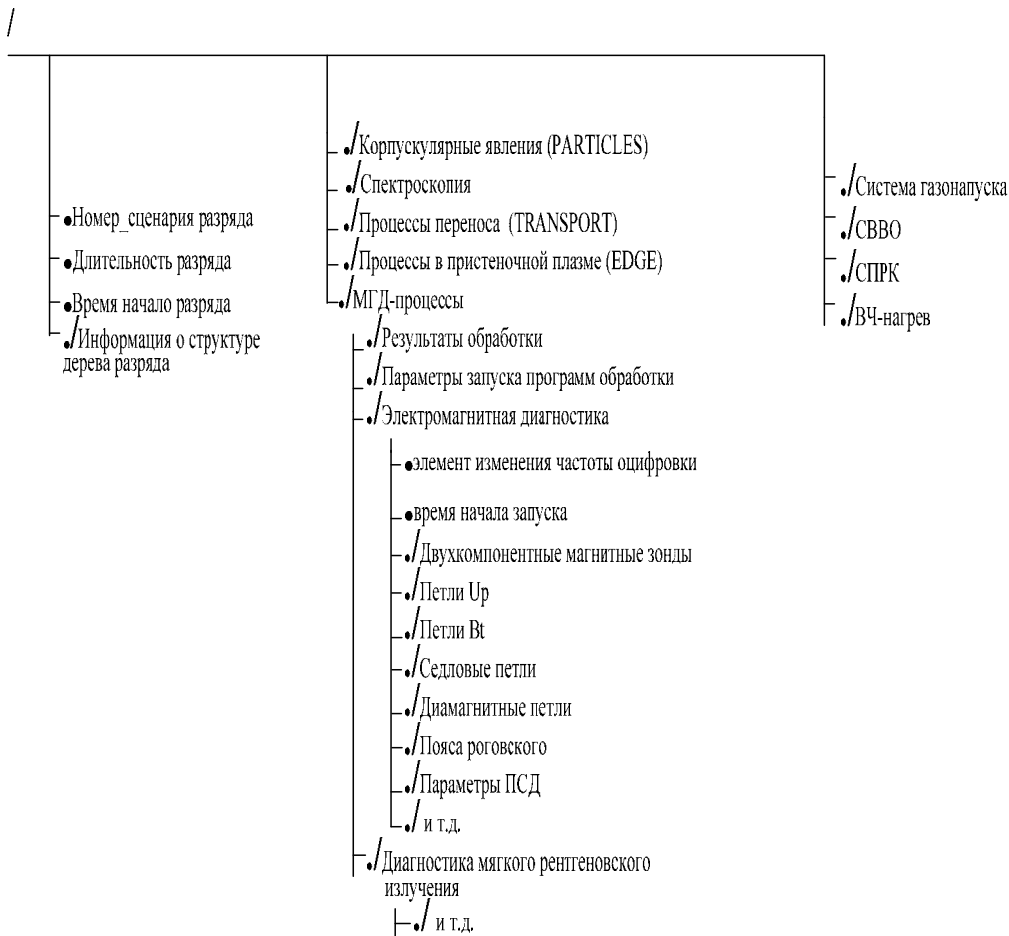 /
●Номер_сценария разряда
●Длительность разряда
●Время начало разряда
●/Информация о структуре
дерева разряда
●/Корпускулярные явления (PARTICLES)
●/Спектроскопия
●/Процессы переноса (TRANSPORT)
●/Процессы в пристеночной плазме (EDGE)
●/МГД-процессы
●/Результаты обработки
●/Параметры запуска программ обработки
●/Электромагнитная диагностика
●элемент изменения частоты оцифровки
●время начала запуска
●/Двухкомпонентные магнитные зонды
●/Петли Up
●/Петли Bt
●/Седловые петли
●/Диамагнитные петли
●/Пояса роговского
●/Параметры ПСД
●/ и т.д.
●/Диагностика мягкого рентгеновского
излучения
●/ и т.д.
●/Система газонапуска
●/СВВО
●/СПРК
●/ВЧ-нагрев